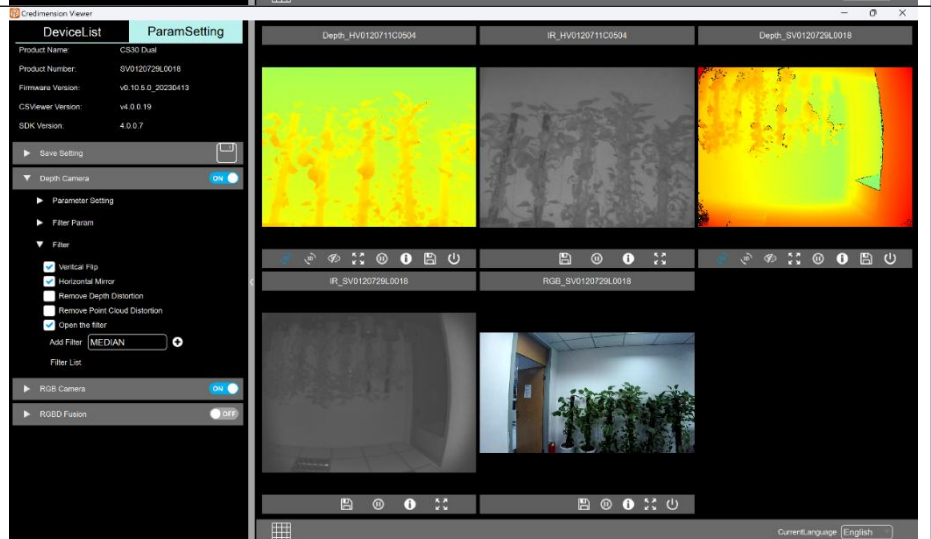 Credimension Viewer
DeviceList ParamSetting
Product Name: CS30 Dual
Product Number: SV0120729L0018
Firmware Version: v0.10.5.0_20230413
CSViewer Version: v4.0.0.19
SDK Version: 4.0.0.7
Save Setting
Depth Camera ON
Parameter Setting
Filter Param
Filter
Veritcal Flip
Horizontal Mirror
Remove Depth Distortion
Remove Point Cloud Distortion
Open the filter
Add Filter MEDIAN
Filter List
RGB Camera ON
RGBD Fusion OFF
Depth_HV0120711C0504
IR_HV0120711C0504
Depth_SV0120729L0018
IR_SV0120729L0018
RGB_SV0120729L0018
CurrentLanguage English